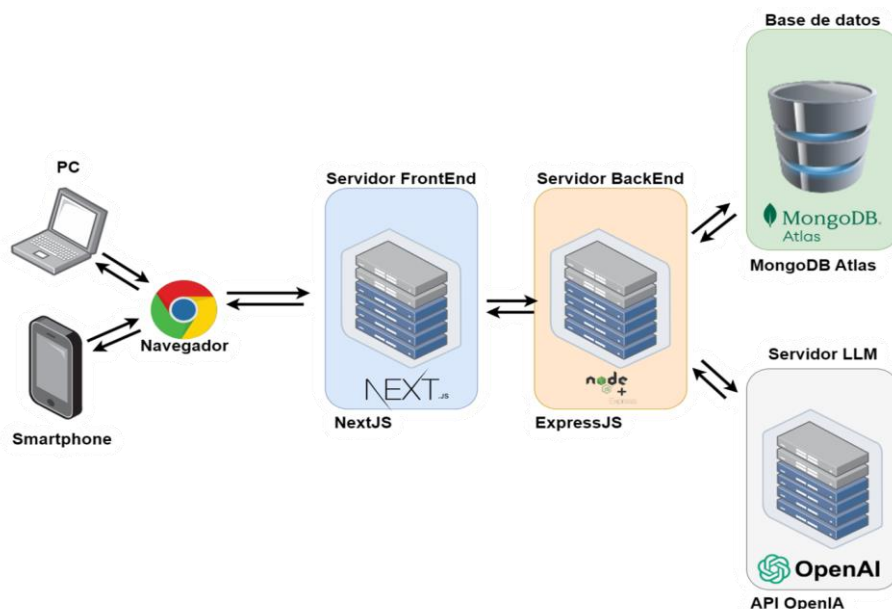 Base de datos
PC
Servidor FrontEnd
Servidor BackEnd
MongoDB.
Atlas
MongoDB Atlas
Navegador
Smartphone
NEXT.JS
NextJS
node
+
Express
ExpressJS
Servidor LLM
OpenAI
API OpenIA